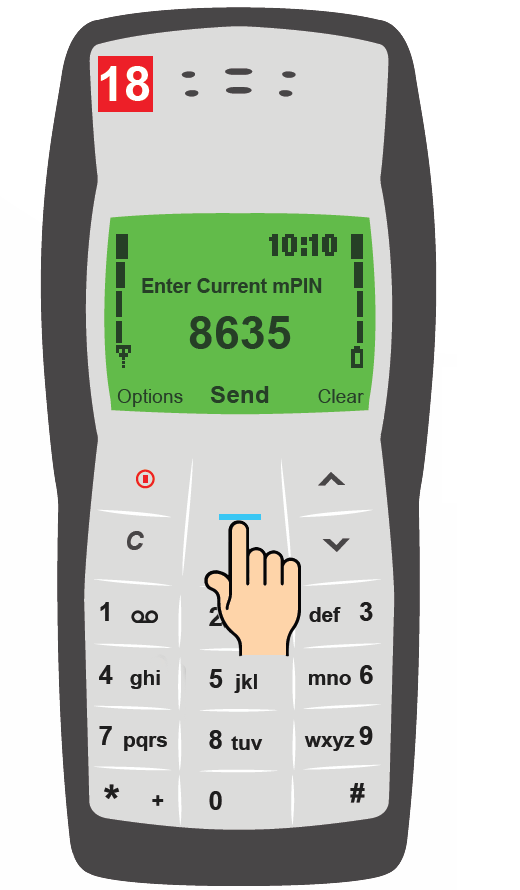 18
10:10
Enter Current mPIN
8635
Options Send Clear
C
1 2 def 3
4 ghi 5 jkl mno 6
7 pqrs 8 tuv wxyz 9
* + 0 #